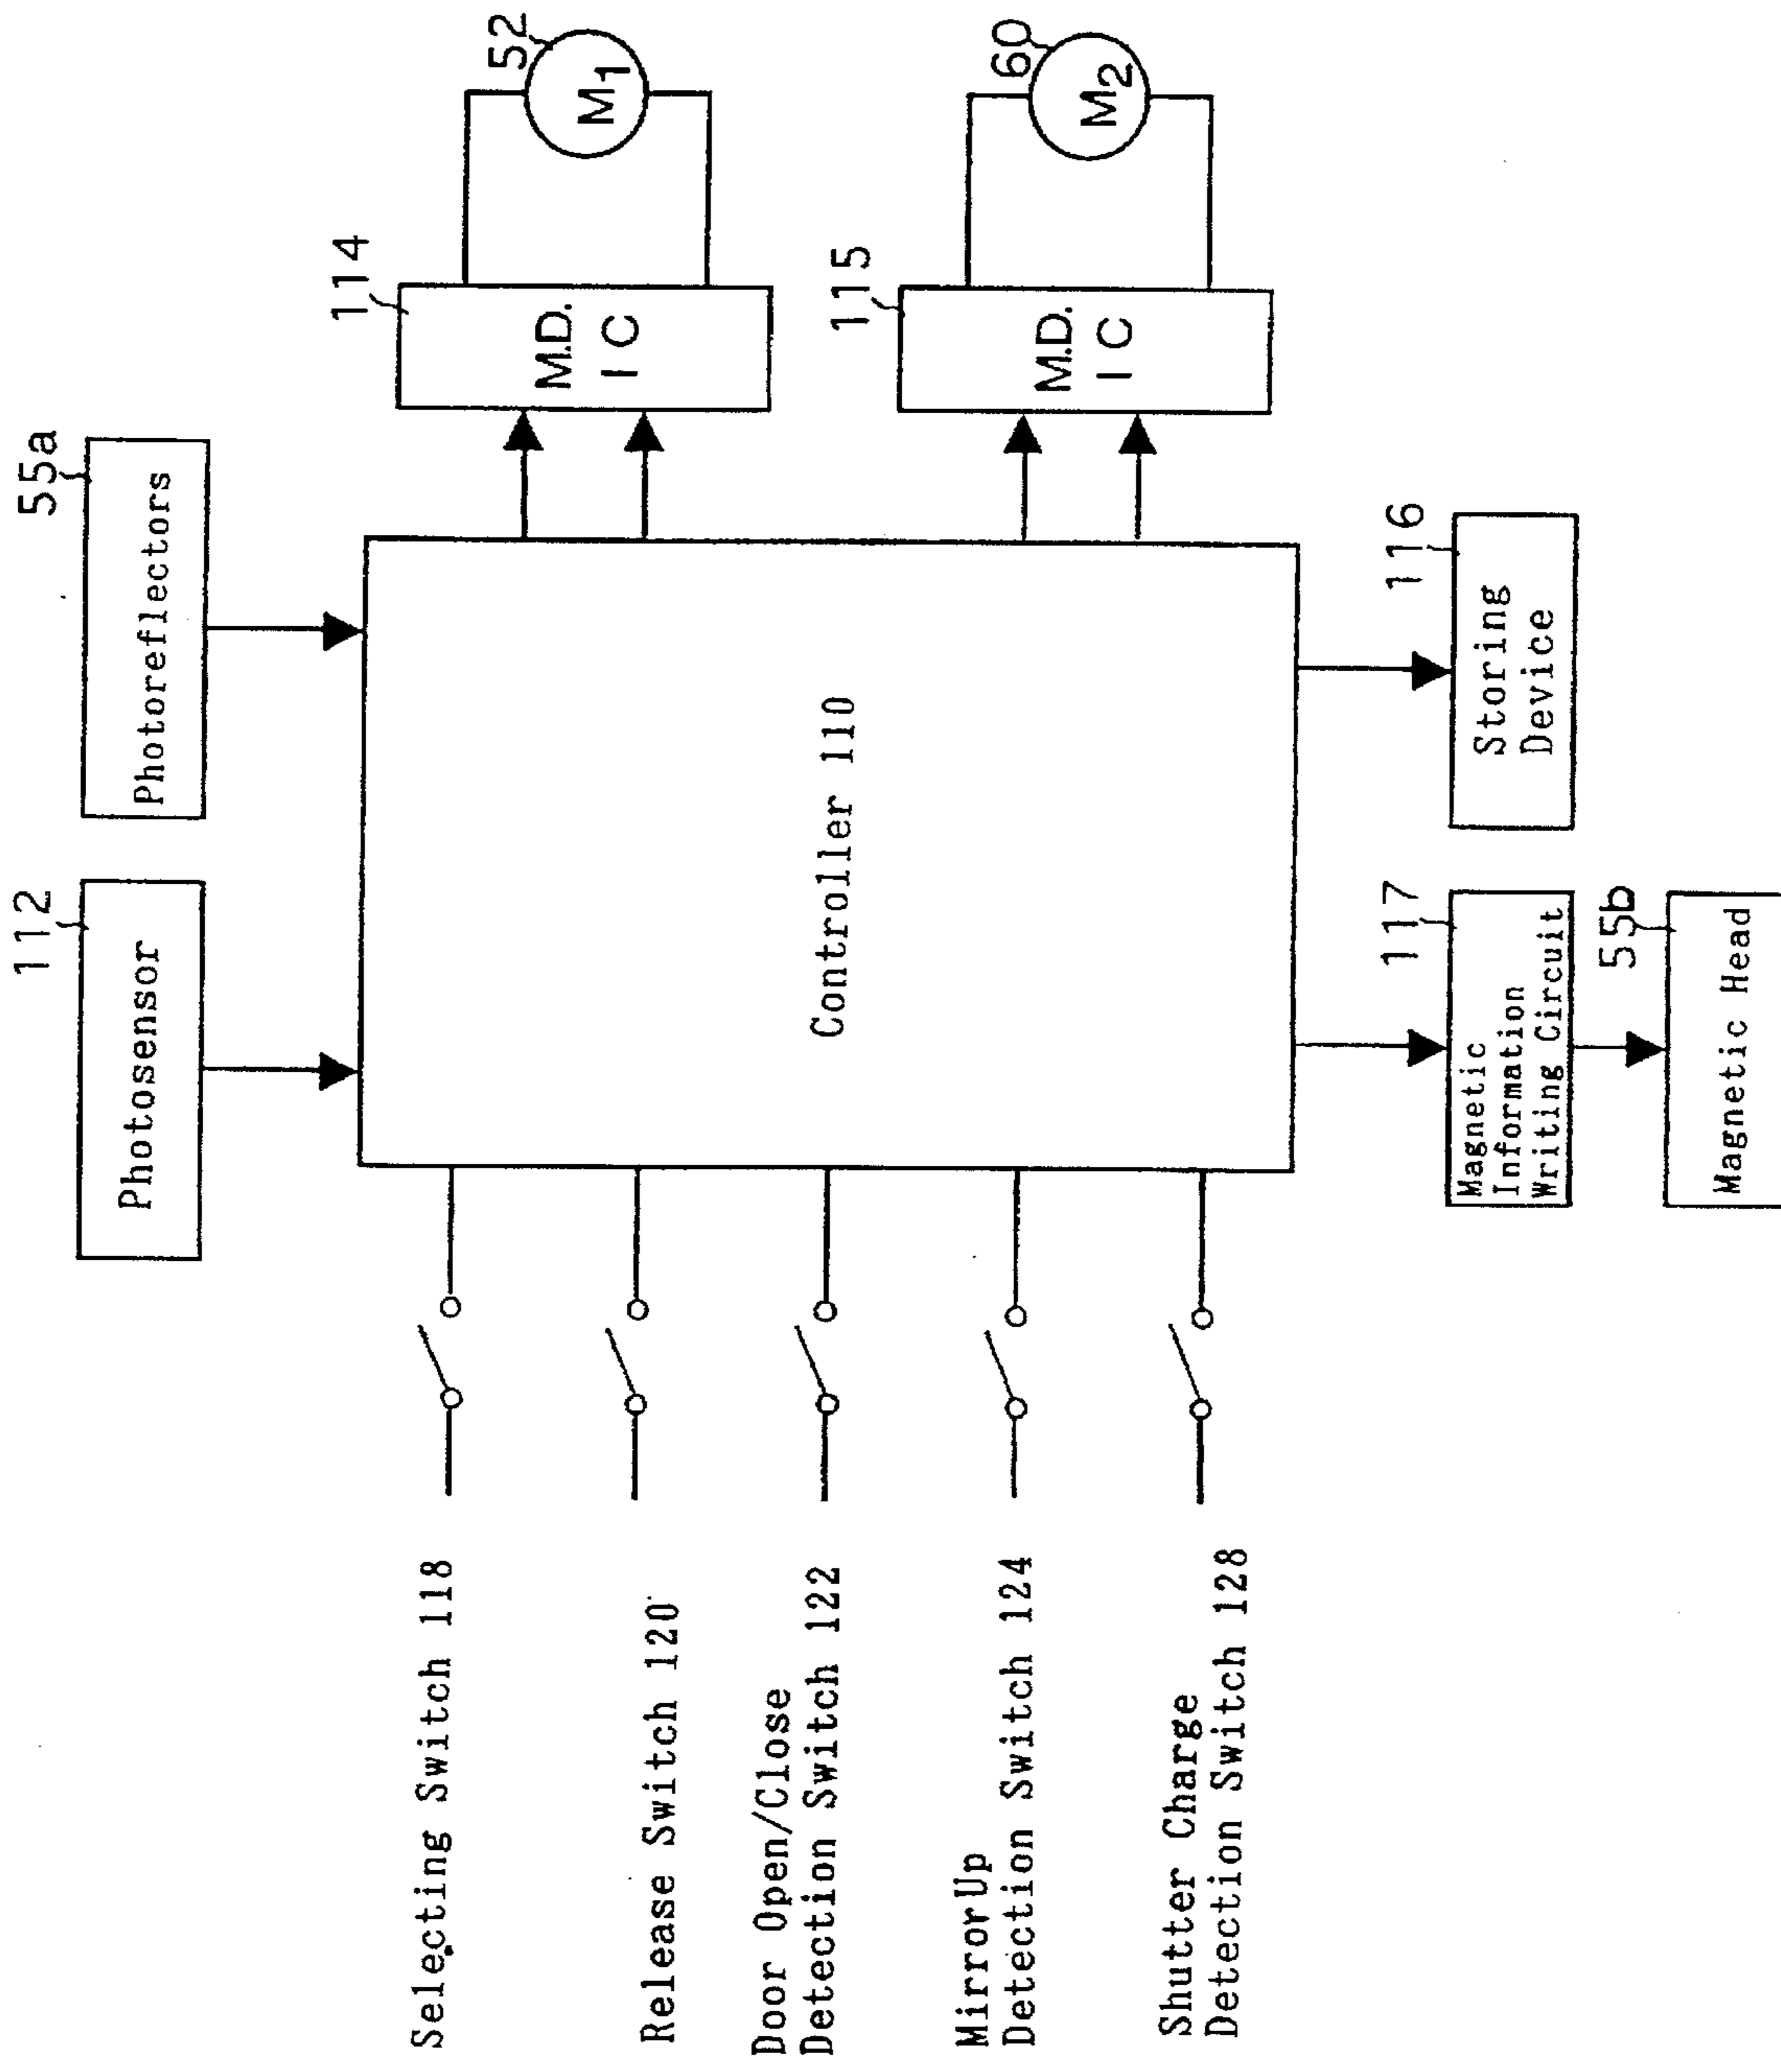 112
Photosensor
55a
Photoreflectors
Selecting Switch 118
Release Switch 120
Door Open/Close
Detection Switch 122
Mirror Up
Detection Switch 124
Shutter Charge
Detection Switch 128
Controller 110
114
M.D.
IC
52
M1
115
M.D.
IC
60
M2
117
Magnetic
Information
Writing Circuit
116
Storing
Device
55b
Magnetic Head